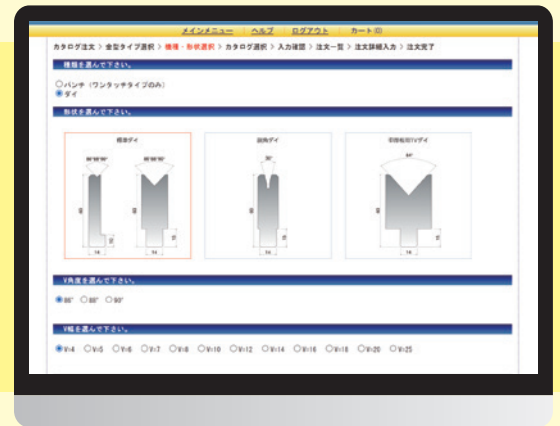 メインメニュー ヘルプ ログアウト カート(0)
カタログ注文 > 金型タイプ選択 > 機種・形状選択 > カタログ選択 > 入力確認 > 注文一覧 > 注文詳細入力 > 注文完了
種類を選んで下さい。
パンチ (ワンタッチタイプのみ)
ダイ
形状を選んで下さい。
標準ダイ 鋭角ダイ
30°
14 14 14 14
V角度を選んで下さい。
86° 88° 90°
V幅を選んで下さい。
V=4 V=5 V=6 V=7 V=8 V=10 V=12 V=14 V=16 V=18 V=20 V=25